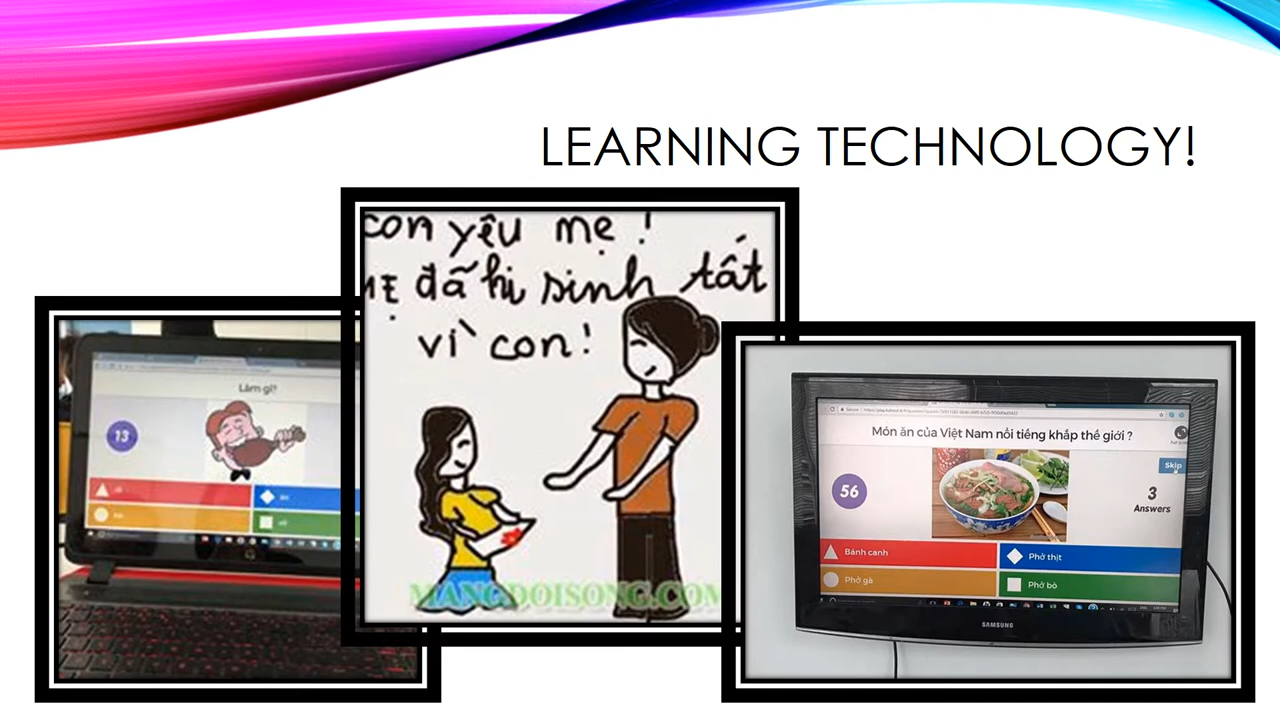 LEARNING TECHNOLOGY!
con yêu mẹ !
mẹ đã hi sinh tất
vì con!
MANGDOISONG.COM
Làm gì?
13
Món ăn của Việt Nam nổi tiếng khắp thế giới ?
Skip
56
3
Answers
Bánh canh
Phở thịt
Phở gà
Phở bò
SAMSUNG